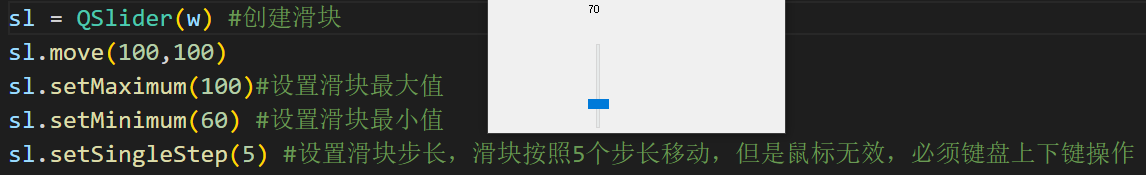 sl = QSlider(w) #创建滑块
70
sl.move(100,100)
sl.setMaximum(100)#设置滑块最大值
sl.setMinimum(60) #设置滑块最小值
sl.setSingleStep(5) #设置滑块步长，滑块按照5个步长移动，但是鼠标无效，必须键盘上下键操作